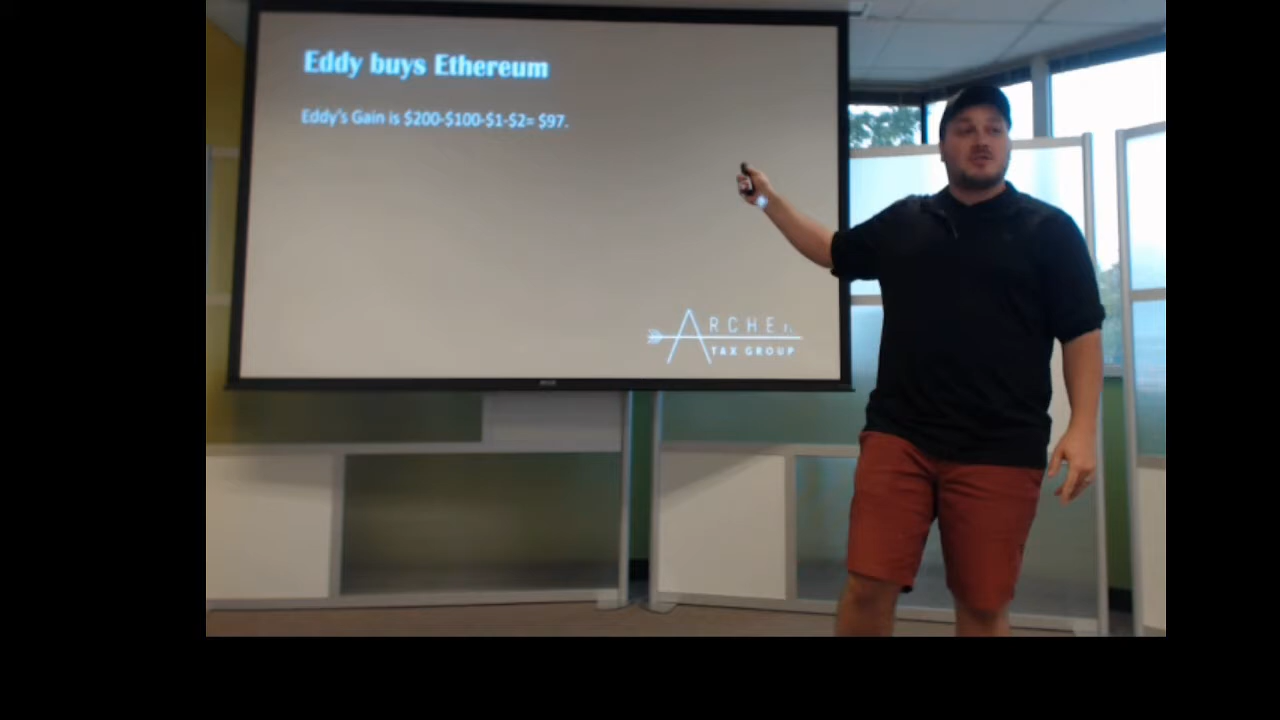 Eddy buys Ethereum
Eddy's Gain is $200-$100-$1-$2= $97.
ARCHER
TAX GROUP